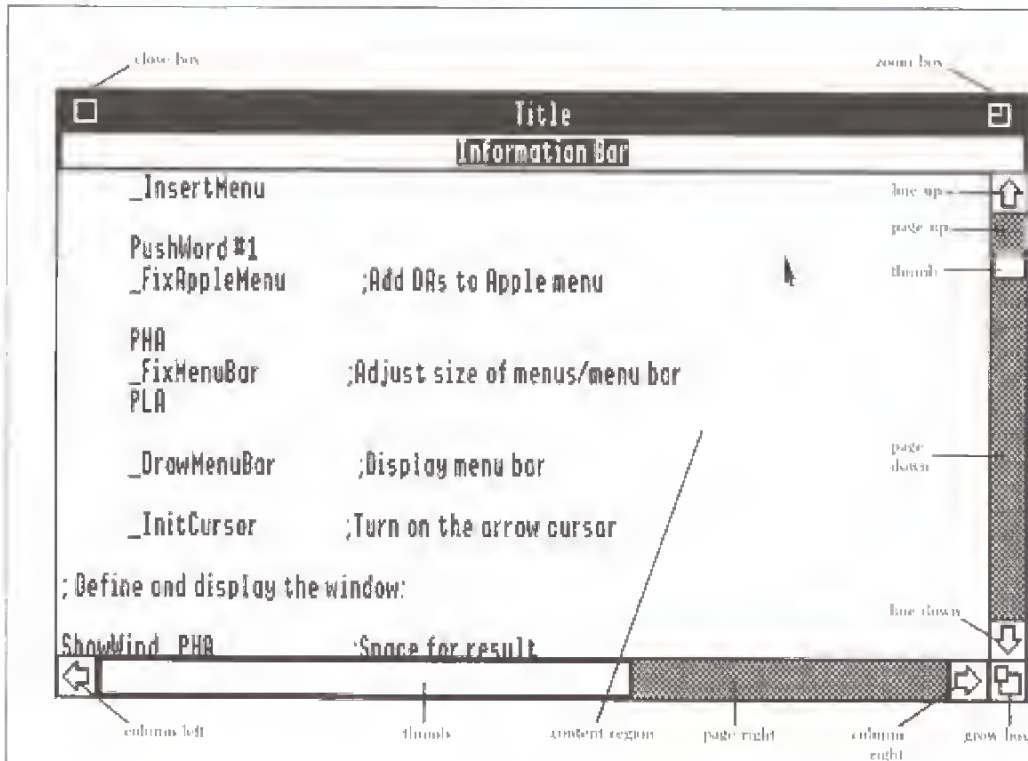 close box
zoom box
Title
Information Bar
_InsertMenu
line up
page up
PushWord #1
_FixAppleMenu ;Add DAs to Apple menu
thumb
PHA
_FixMenuBar ;Adjust size of menus/menu bar
PLA
page
down
_DrawMenuBar ;Display menu bar
_InitCursor ;Turn on the arrow cursor
; Define and display the window:
line down
ShowWind PHA ;Space for result
column left
thumb
content region
page right
column
right
grow box